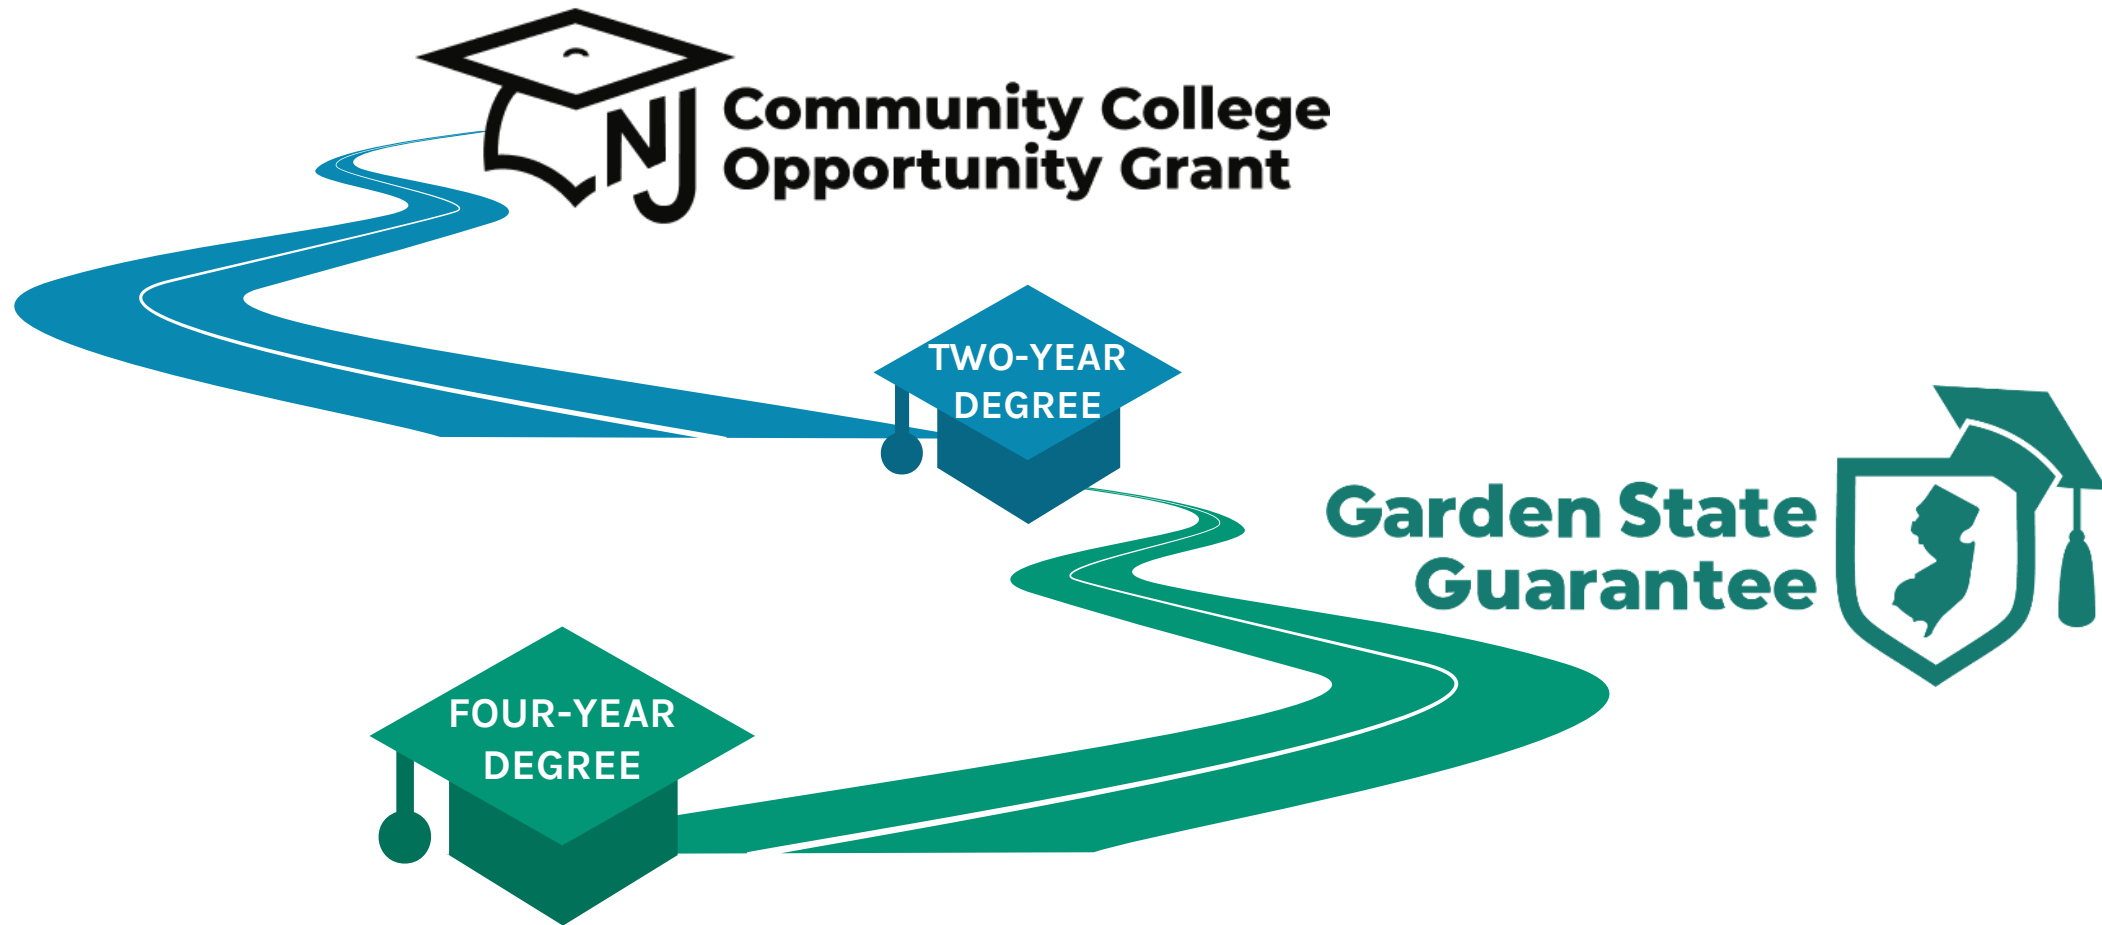 NJ
Community College
Opportunity Grant
TWO-YEAR
DEGREE
Garden State
Guarantee
FOUR-YEAR
DEGREE